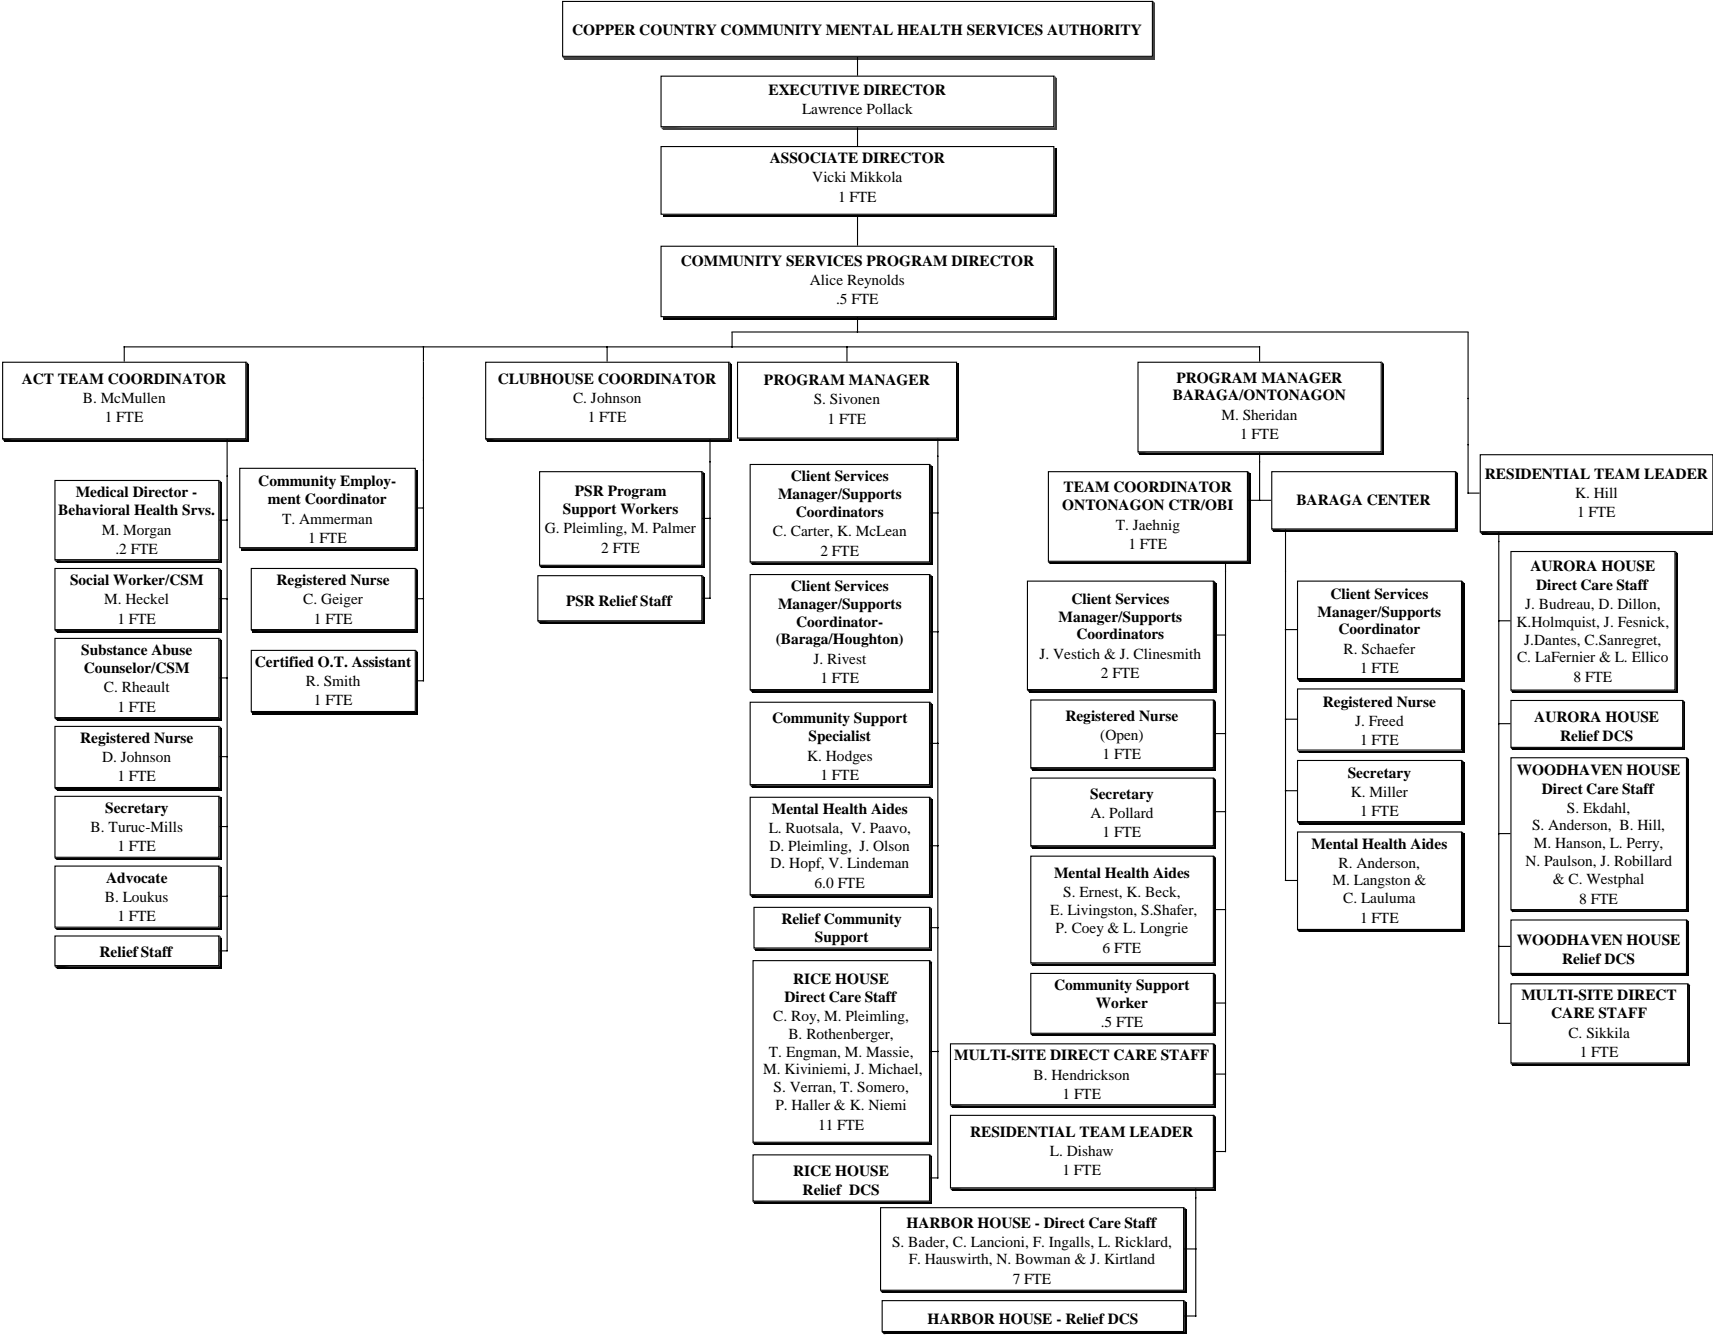 COPPER COUNTRY COMMUNITY MENTAL HEALTH SERVICES AUTHORITY
EXECUTIVE DIRECTOR
Lawrence Pollack
ASSOCIATE DIRECTOR
Vicki Mikkola
1 FTE
COMMUNITY SERVICES PROGRAM DIRECTOR
Alice Reynolds
.5 FTE
ACT TEAM COORDINATOR
B. McMullen
1 FTE
Medical Director -
Behavioral Health Srvs.
M. Morgan
.2 FTE
Social Worker/CSM
M. Heckel
1 FTE
Substance Abuse
Counselor/CSM
C. Rheault
1 FTE
Registered Nurse
D. Johnson
1 FTE
Secretary
B. Turuc-Mills
1 FTE
Advocate
B. Loukus
1 FTE
Relief Staff
Community Employ-
ment Coordinator
T. Ammerman
1 FTE
Registered Nurse
C. Geiger
1 FTE
Certified O.T. Assistant
R. Smith
1 FTE
CLUBHOUSE COORDINATOR
C. Johnson
1 FTE
PSR Program
Support Workers
G. Pleimling, M. Palmer
2 FTE
PSR Relief Staff
PROGRAM MANAGER
S. Sivonen
1 FTE
Client Services
Manager/Supports
Coordinators
C. Carter, K. McLean
2 FTE
Client Services
Manager/Supports
Coordinator-
(Baraga/Houghton)
J. Rivest
1 FTE
Community Support
Specialist
K. Hodges
1 FTE
Mental Health Aides
L. Ruotsala, V. Paavo,
D. Pleimling, J. Olson
D. Hopf, V. Lindeman
6.0 FTE
Relief Community
Support
RICE HOUSE
Direct Care Staff
C. Roy, M. Pleimling,
B. Rothenberger,
T. Engman, M. Massie,
M. Kiviniemi, J. Michael,
S. Verran, T. Somero,
P. Haller & K. Niemi
11 FTE
RICE HOUSE
Relief DCS
PROGRAM MANAGER
BARAGA/ONTONAGON
M. Sheridan
1 FTE
TEAM COORDINATOR
ONTONAGON CTR/OBI
T. Jaehnig
1 FTE
Client Services
Manager/Supports
Coordinators
J. Vestich & J. Clinesmith
2 FTE
Registered Nurse
(Open)
1 FTE
Secretary
A. Pollard
1 FTE
Mental Health Aides
S. Ernest, K. Beck,
E. Livingston, S.Shafer,
P. Coey & L. Longrie
6 FTE
Community Support
Worker
.5 FTE
MULTI-SITE DIRECT CARE STAFF
B. Hendrickson
1 FTE
RESIDENTIAL TEAM LEADER
L. Dishaw
1 FTE
HARBOR HOUSE - Direct Care Staff
S. Bader, C. Lancioni, F. Ingalls, L. Ricklard,
F. Hauswirth, N. Bowman & J. Kirtland
7 FTE
HARBOR HOUSE - Relief DCS
BARAGA CENTER
Client Services
Manager/Supports
Coordinator
R. Schaefer
1 FTE
Registered Nurse
J. Freed
1 FTE
Secretary
K. Miller
1 FTE
Mental Health Aides
R. Anderson,
M. Langston &
C. Lauluma
1 FTE
RESIDENTIAL TEAM LEADER
K. Hill
1 FTE
AURORA HOUSE
Direct Care Staff
J. Budreau, D. Dillon,
K.Holmquist, J. Fesnick,
J.Dantes, C.Sanregret,
C. LaFernier & L. Ellico
8 FTE
AURORA HOUSE
Relief DCS
WOODHAVEN HOUSE
Direct Care Staff
S. Ekdahl,
S. Anderson, B. Hill,
M. Hanson, L. Perry,
N. Paulson, J. Robillard
& C. Westphal
8 FTE
WOODHAVEN HOUSE
Relief DCS
MULTI-SITE DIRECT
CARE STAFF
C. Sikkila
1 FTE